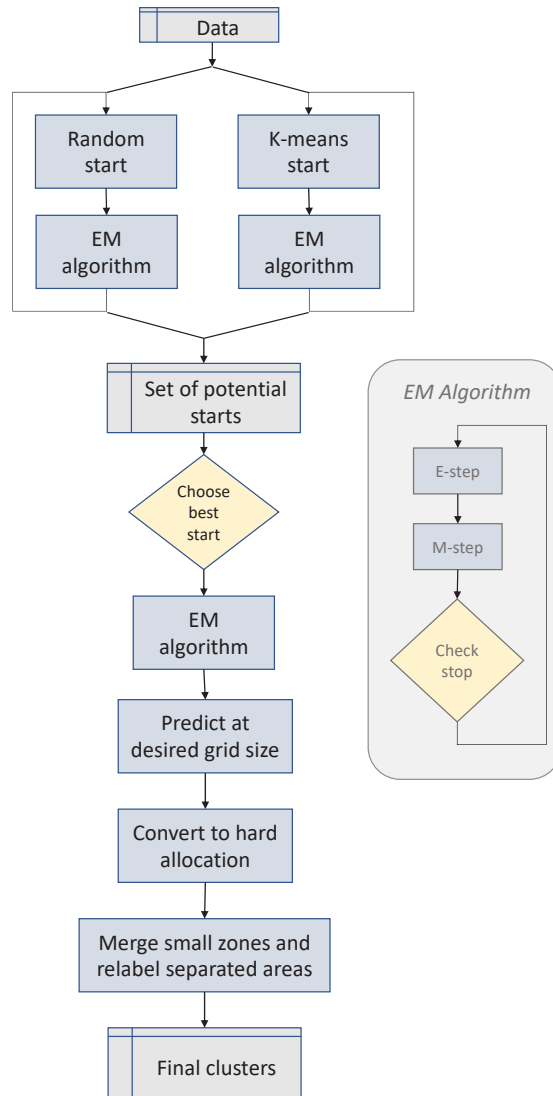 Data
Random
start
K-means
start
EM
algorithm
EM
algorithm
Set of potential
starts
Choose
best
start
EM
algorithm
Predict at
desired grid size
Convert to hard
allocation
Merge small zones and
relabel separated areas
Final clusters
EM Algorithm
E-step
M-step
Check
stop